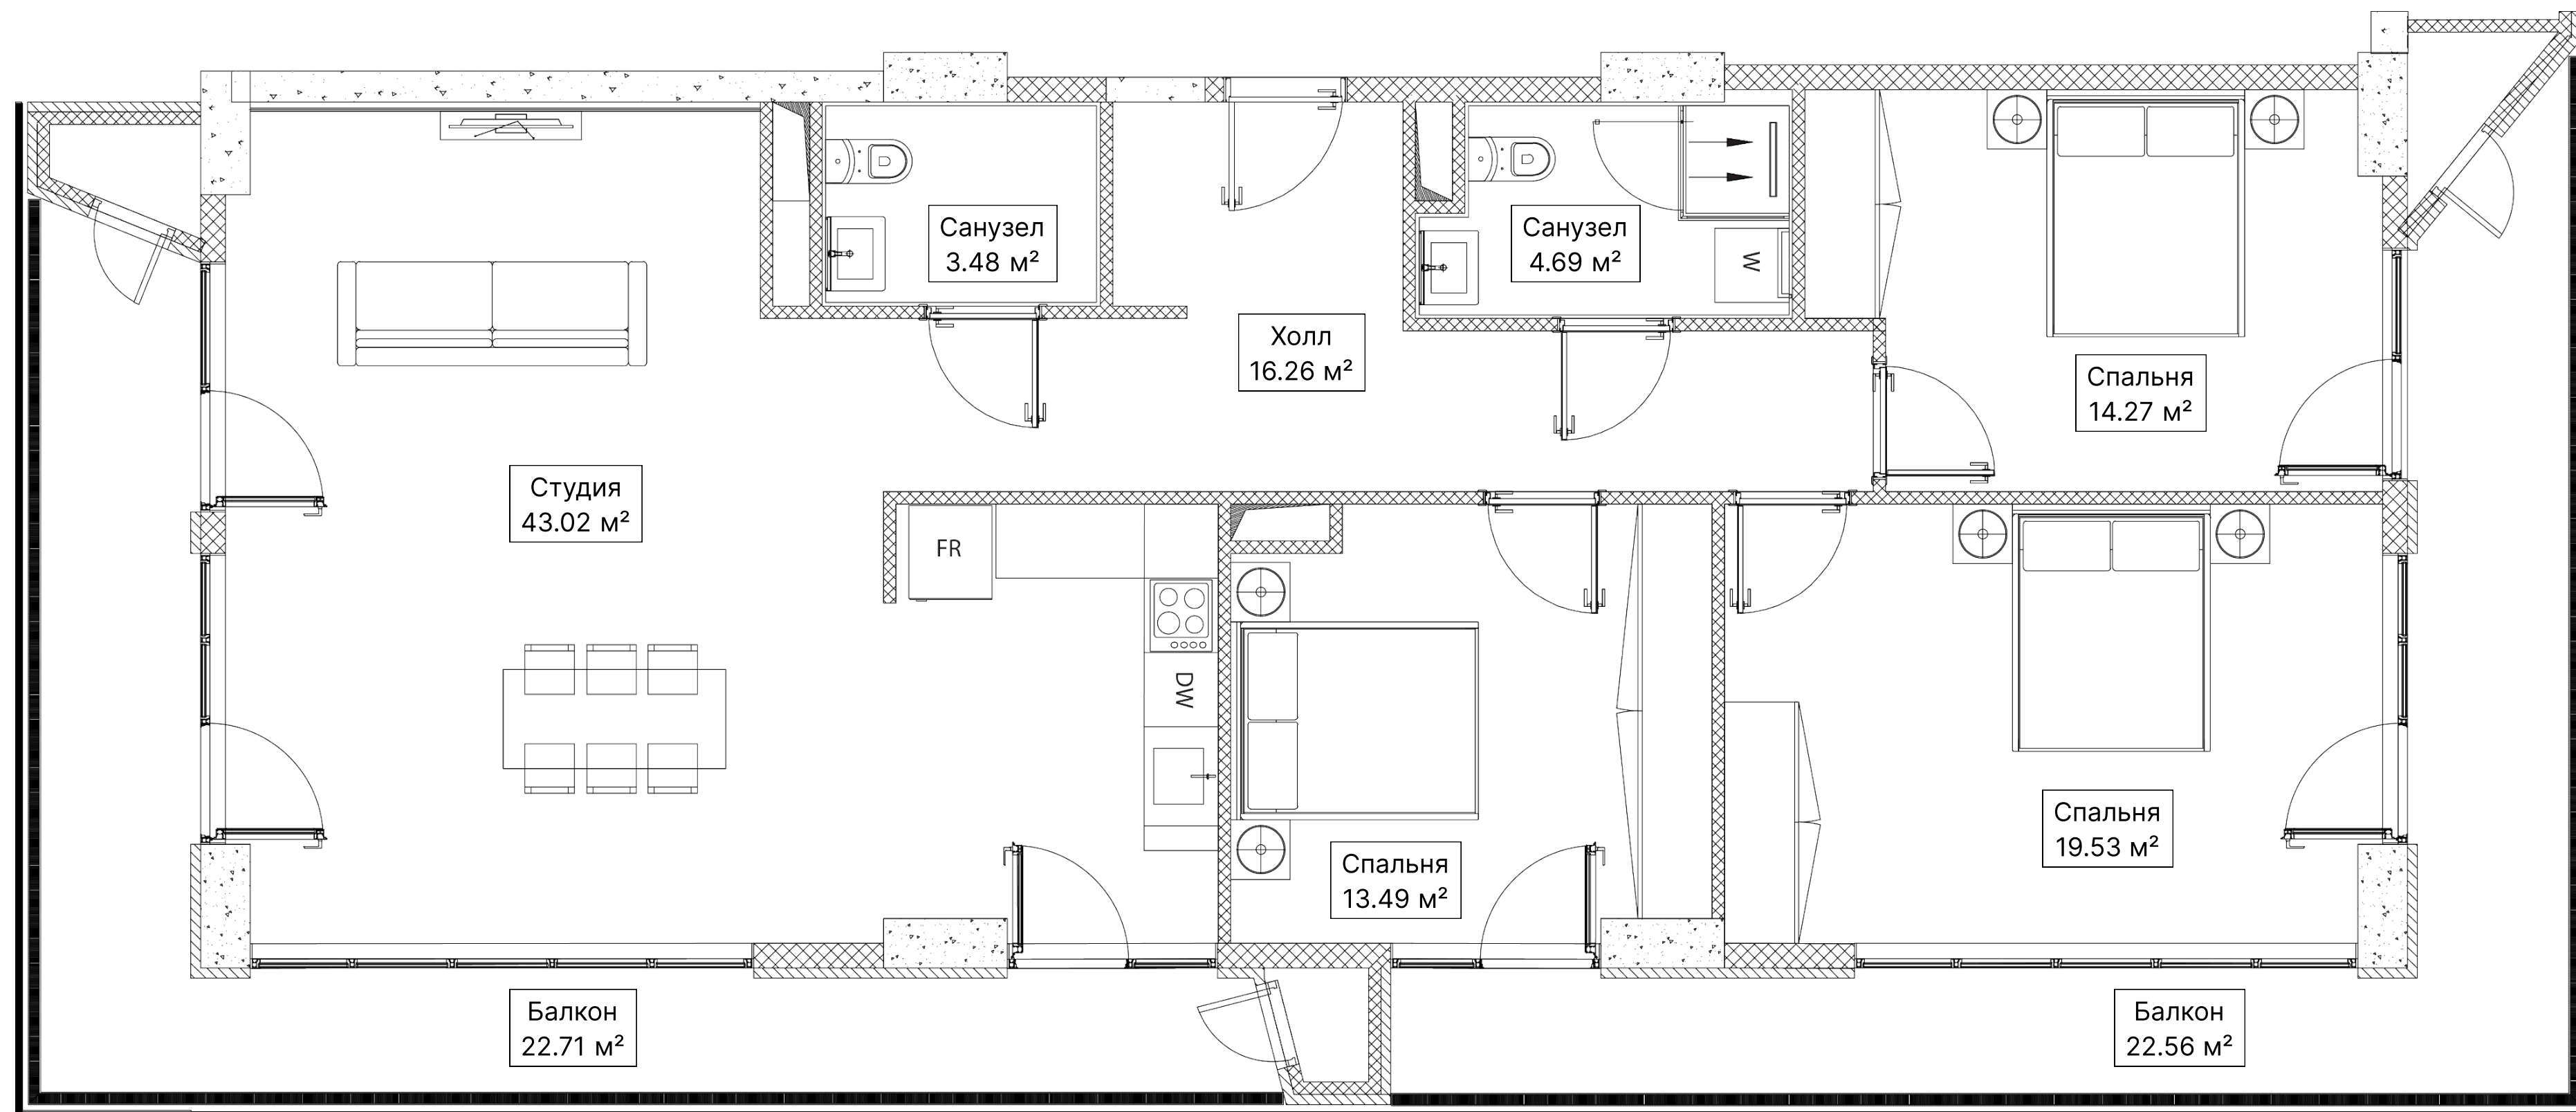 Санузел
3.48 м²
Санузел
4.69 м²
W
Холл
16.26 м²
Спальня
14.27 м²
Студия
43.02 м²
FR
DW
Спальня
13.49 м²
Спальня
19.53 м²
Балкон
22.71 м²
Балкон
22.56 м²